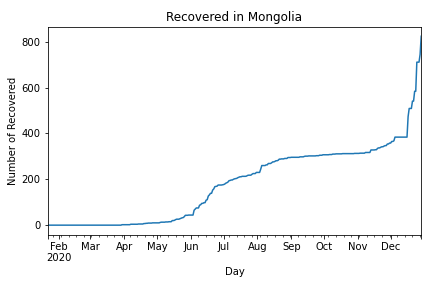 Recovered in Mongolia
Number of Recovered
800
600
400
200
0
Feb Mar Apr May Jun Jul Aug Sep Oct Nov Dec
2020
Day